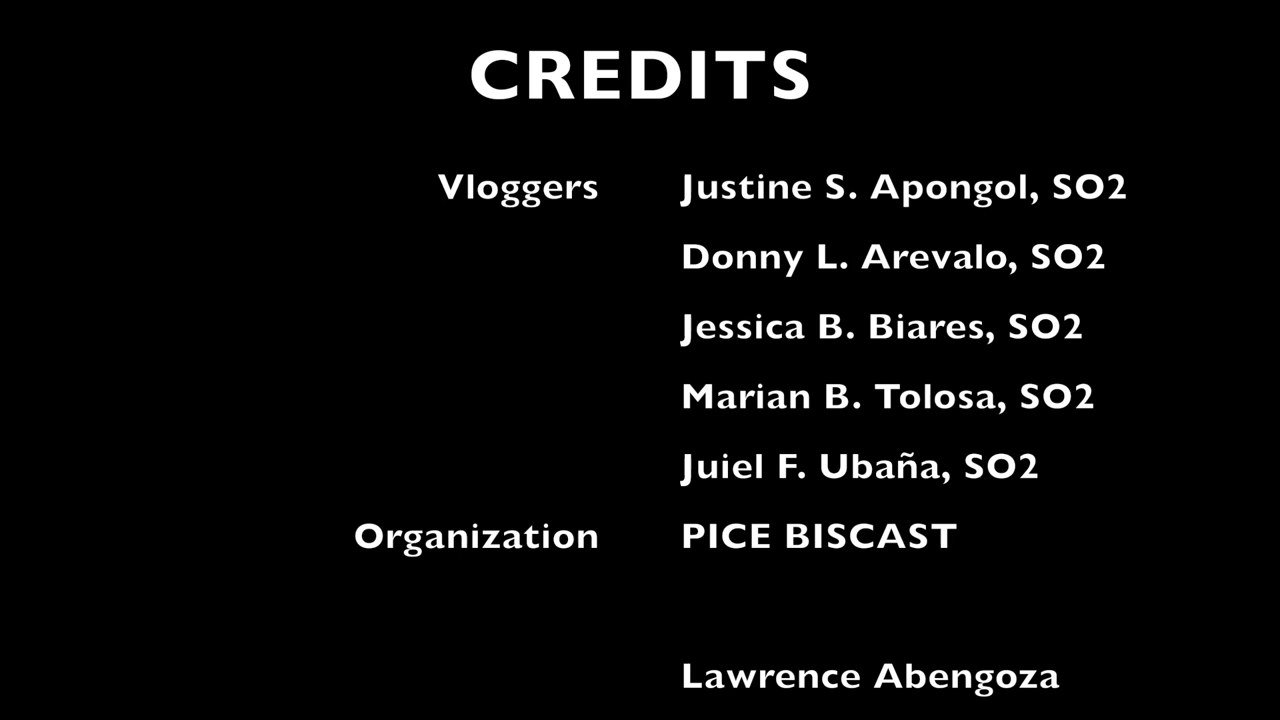 CREDITS
Vloggers Justine S. Apongol, SO2
Donny L. Arevalo, SO2
Jessica B. Biares, SO2
Marian B. Tolosa, SO2
Juiel F. Ubaña, SO2
Organization PICE BISCAST
Lawrence Abengoza